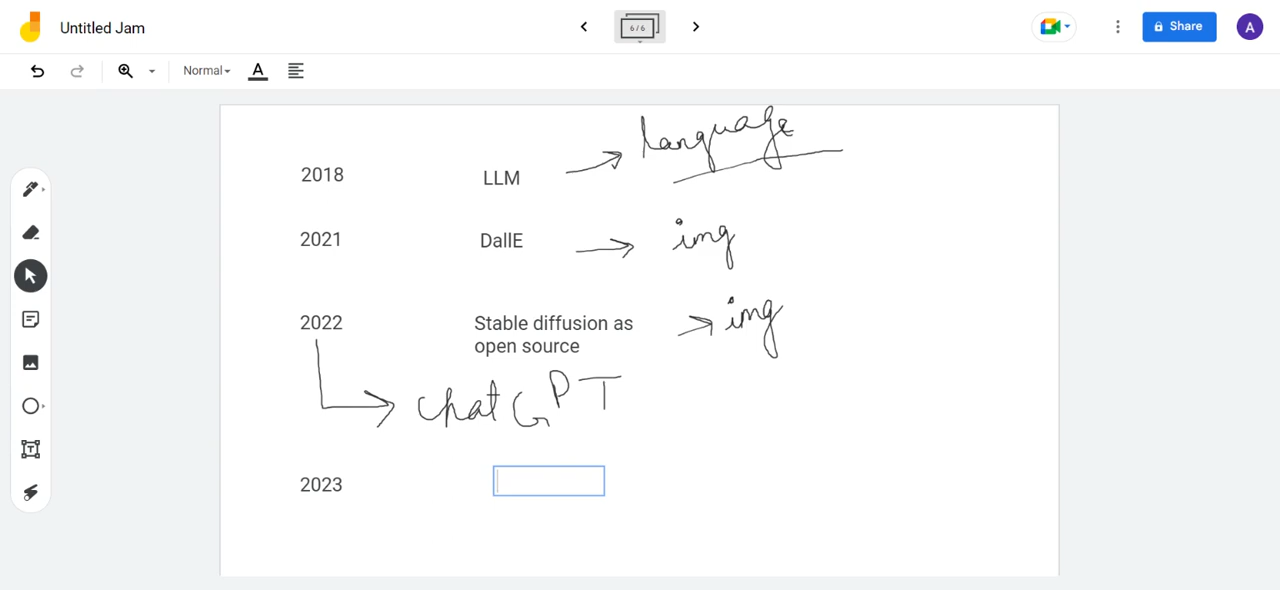 Untitled Jam
6/6
Share
A
Normal
A
language
2018 LLM
2021 DallE img
2022 Stable diffusion as img
open source
chatGPT
2023